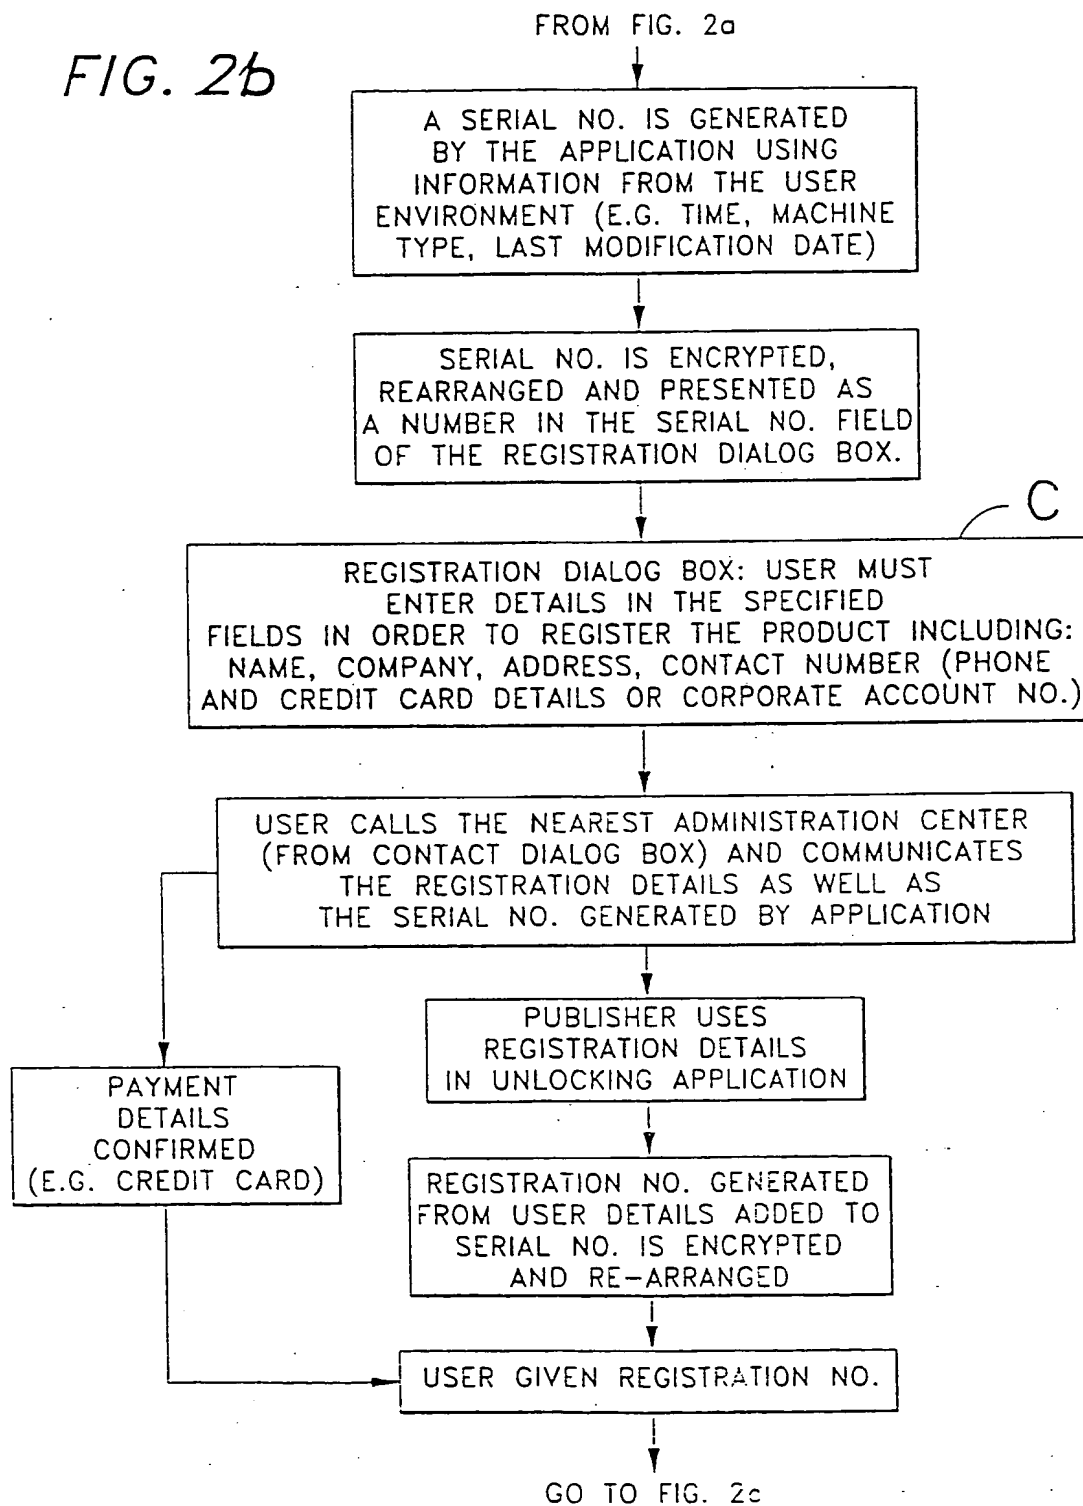 FROM FIG. 2a
FIG. 2b
A SERIAL NO. IS GENERATED
BY THE APPLICATION USING
INFORMATION FROM THE USER
ENVIRONMENT (E.G. TIME, MACHINE
TYPE, LAST MODIFICATION DATE)
SERIAL NO. IS ENCRYPTED,
REARRANGED AND PRESENTED AS
A NUMBER IN THE SERIAL NO. FIELD
OF THE REGISTRATION DIALOG BOX.
C
REGISTRATION DIALOG BOX: USER MUST
ENTER DETAILS IN THE SPECIFIED
FIELDS IN ORDER TO REGISTER THE PRODUCT INCLUDING:
NAME, COMPANY, ADDRESS, CONTACT NUMBER (PHONE
AND CREDIT CARD DETAILS OR CORPORATE ACCOUNT NO.)
USER CALLS THE NEAREST ADMINISTRATION CENTER
(FROM CONTACT DIALOG BOX) AND COMMUNICATES
THE REGISTRATION DETAILS AS WELL AS
THE SERIAL NO. GENERATED BY APPLICATION
PUBLISHER USES
REGISTRATION DETAILS
IN UNLOCKING APPLICATION
PAYMENT
DETAILS
CONFIRMED
(E.G. CREDIT CARD)
REGISTRATION NO. GENERATED
FROM USER DETAILS ADDED TO
SERIAL NO. IS ENCRYPTED
AND RE-ARRANGED
USER GIVEN REGISTRATION NO.
GO TO FIG. 2c